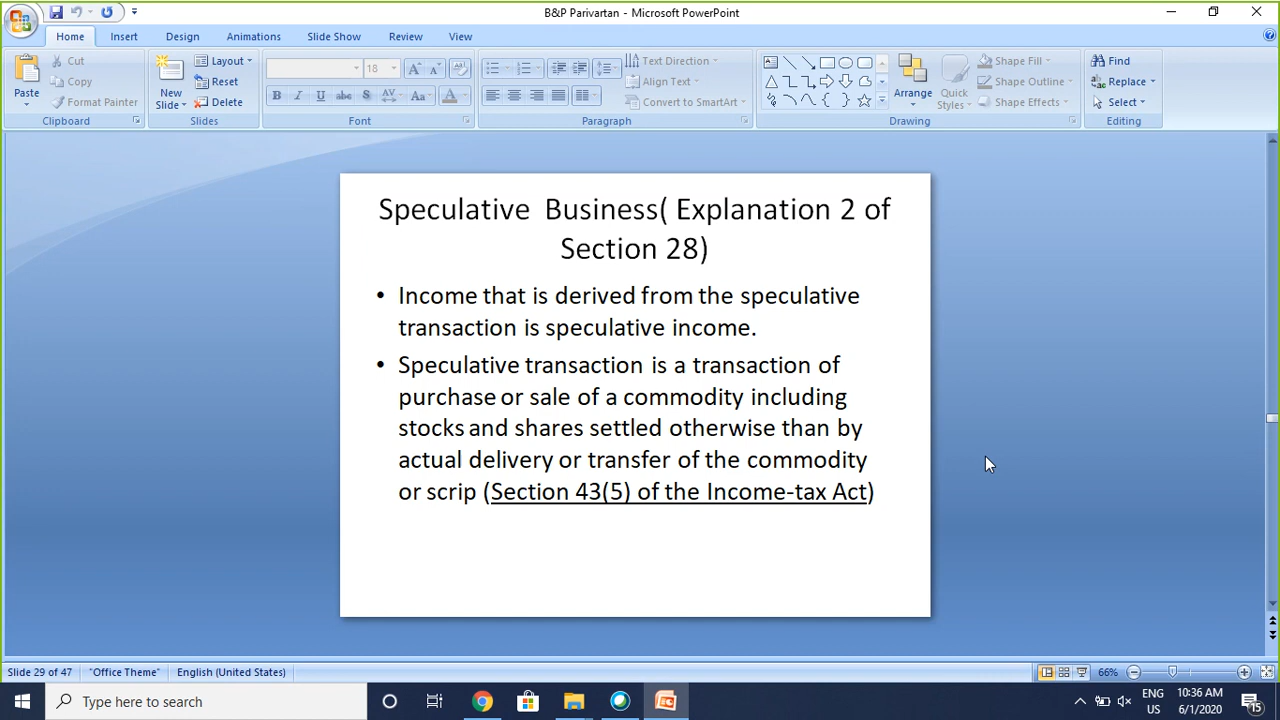 B&P Parivartan - Microsoft PowerPoint
Home Insert Design Animations Slide Show Review View
Paste
Cut
Copy
Format Painter
Clipboard
New Slide
Layout
Reset
Delete
Slides
18
B I U abc S AV Aa A
Font
Text Direction
Align Text
Convert to SmartArt
Paragraph
Arrange
Quick Styles
Shape Fill
Shape Outline
Shape Effects
Drawing
Find
Replace
Select
Editing
Speculative Business( Explanation 2 of
Section 28)
• Income that is derived from the speculative
transaction is speculative income.
• Speculative transaction is a transaction of
purchase or sale of a commodity including
stocks and shares settled otherwise than by
actual delivery or transfer of the commodity
or scrip (Section 43(5) of the Income-tax Act)
Slide 29 of 47 "Office Theme" English (United States) 66%
Type here to search
ENG
US
10:36 AM
6/1/2020
15